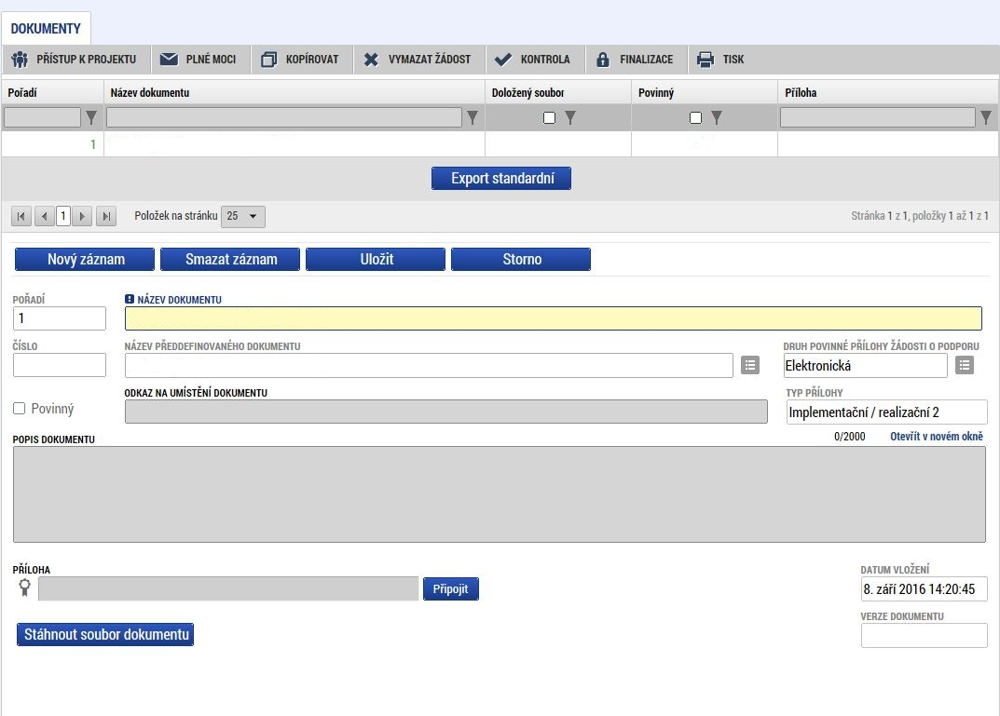 DOKUMENTY
PŘÍSTUP K PROJEKTU PLNÉ MOCI KOPÍROVAT VYMAZAT ŽÁDOST KONTROLA FINALIZACE TISK
Pořadí Název dokumentu Doložený soubor Povinný Příloha
1
Export standardní
1 Položek na stránku 25 Stránka 1 z 1, položky 1 až 1 z 1
Nový záznam Smazat záznam Uložit Storno
POŘADÍ NÁZEV DOKUMENTU
1
ČÍSLO NÁZEV PŘEDDEFINOVANÉHO DOKUMENTU DRUH POVINNÉ PŘÍLOHY ŽÁDOSTI O PODPORU
Elektronická
ODKAZ NA UMÍSTĚNÍ DOKUMENTU TYP PŘÍLOHY
Povinný Implementační / realizační 2
POPIS DOKUMENTU 0/2000 Otevřít v novém okně
PŘÍLOHA DATUM VLOŽENÍ
Připojit 8. září 2016 14:20:45
VERZE DOKUMENTU
Stáhnout soubor dokumentu